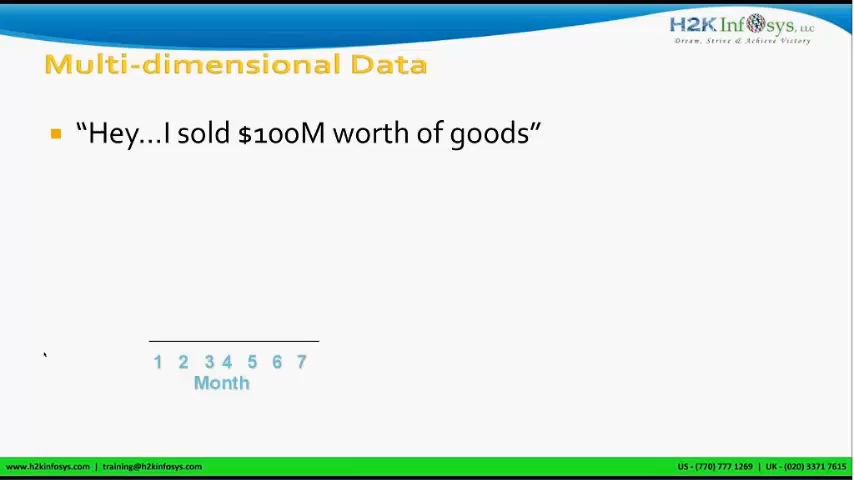 H2K Infosys, LLC
Dream, Strive & Achieve Victory
Multi-dimensional Data
“Hey...I sold $100M worth of goods”
1 2 3 4 5 6 7
Month
www.h2kinfosys.com | training@h2kinfosys.com
US - (770) 777 1269 | UK - (020) 3371 7615